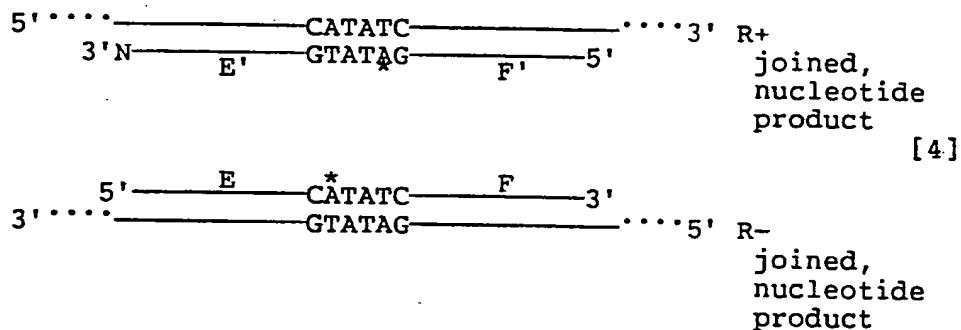 5'···· CATATC ····3' R+
3'N GTATAG 5' joined,
E' * F' nucleotide
product
[4]
E * F
5' CATATC 3'
3'···· GTATAG ····5' R-
joined,
nucleotide
product